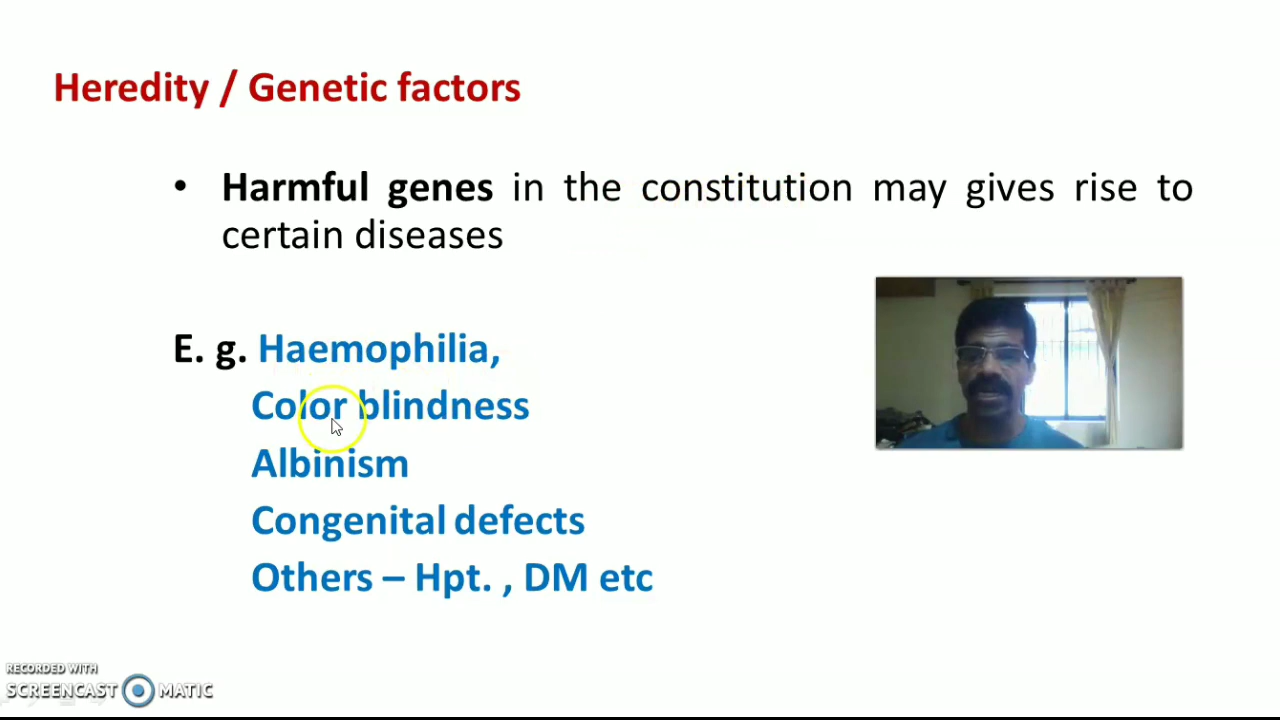 Heredity / Genetic factors
• Harmful genes in the constitution may gives rise to
certain diseases
E. g. Haemophilia,
Color blindness
Albinism
Congenital defects
Others – Hpt. , DM etc
RECORDED WITH
SCREENCAST MATIC